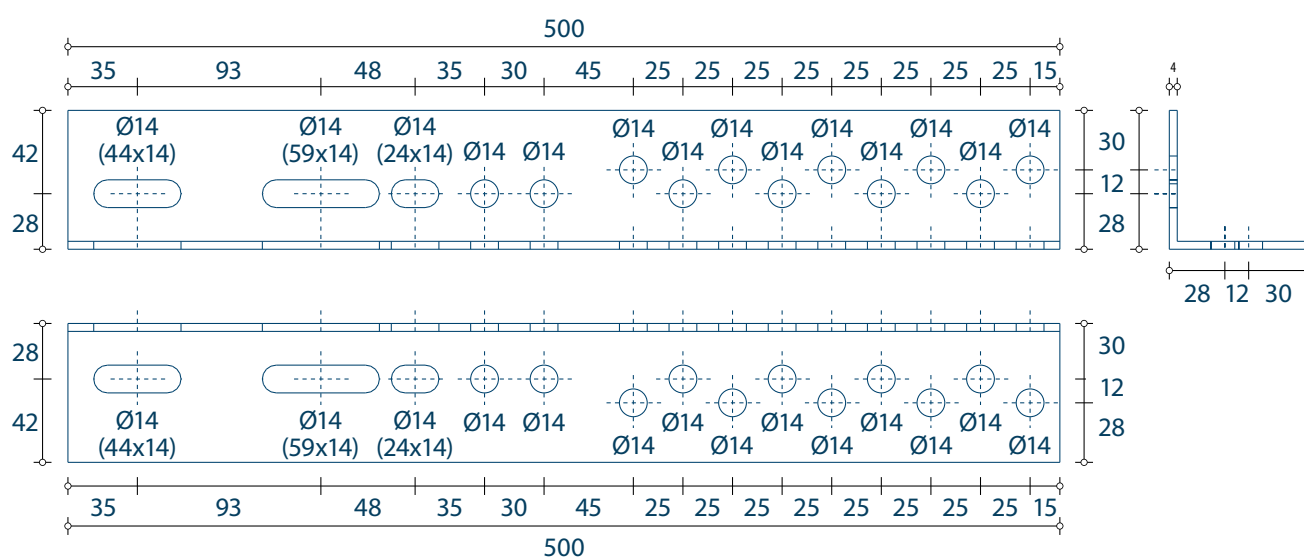 500
35 93 48 35 30 45 25 25 25 25 25 25 25 25 15 4
Ø14 Ø14 Ø14 Ø14 Ø14 Ø14 Ø14 Ø14
42 (44x14) (59x14) (24x14) Ø14 Ø14 Ø14 Ø14 Ø14 Ø14 30
12
28 28
28 12 30
28 30
12
42 Ø14 Ø14 Ø14 Ø14 Ø14 Ø14 Ø14 Ø14 Ø14 28
(44x14) (59x14) (24x14) Ø14 Ø14 Ø14 Ø14 Ø14
35 93 48 35 30 45 25 25 25 25 25 25 25 25 15
500